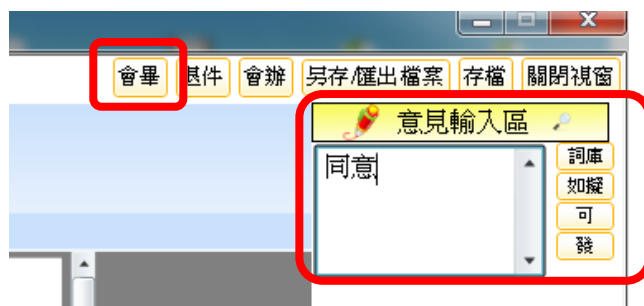 會畢 退件 會辦 另存/匯出檔案 存檔 關閉視窗
意見輸入區
同意
詞庫
如擬
可
發